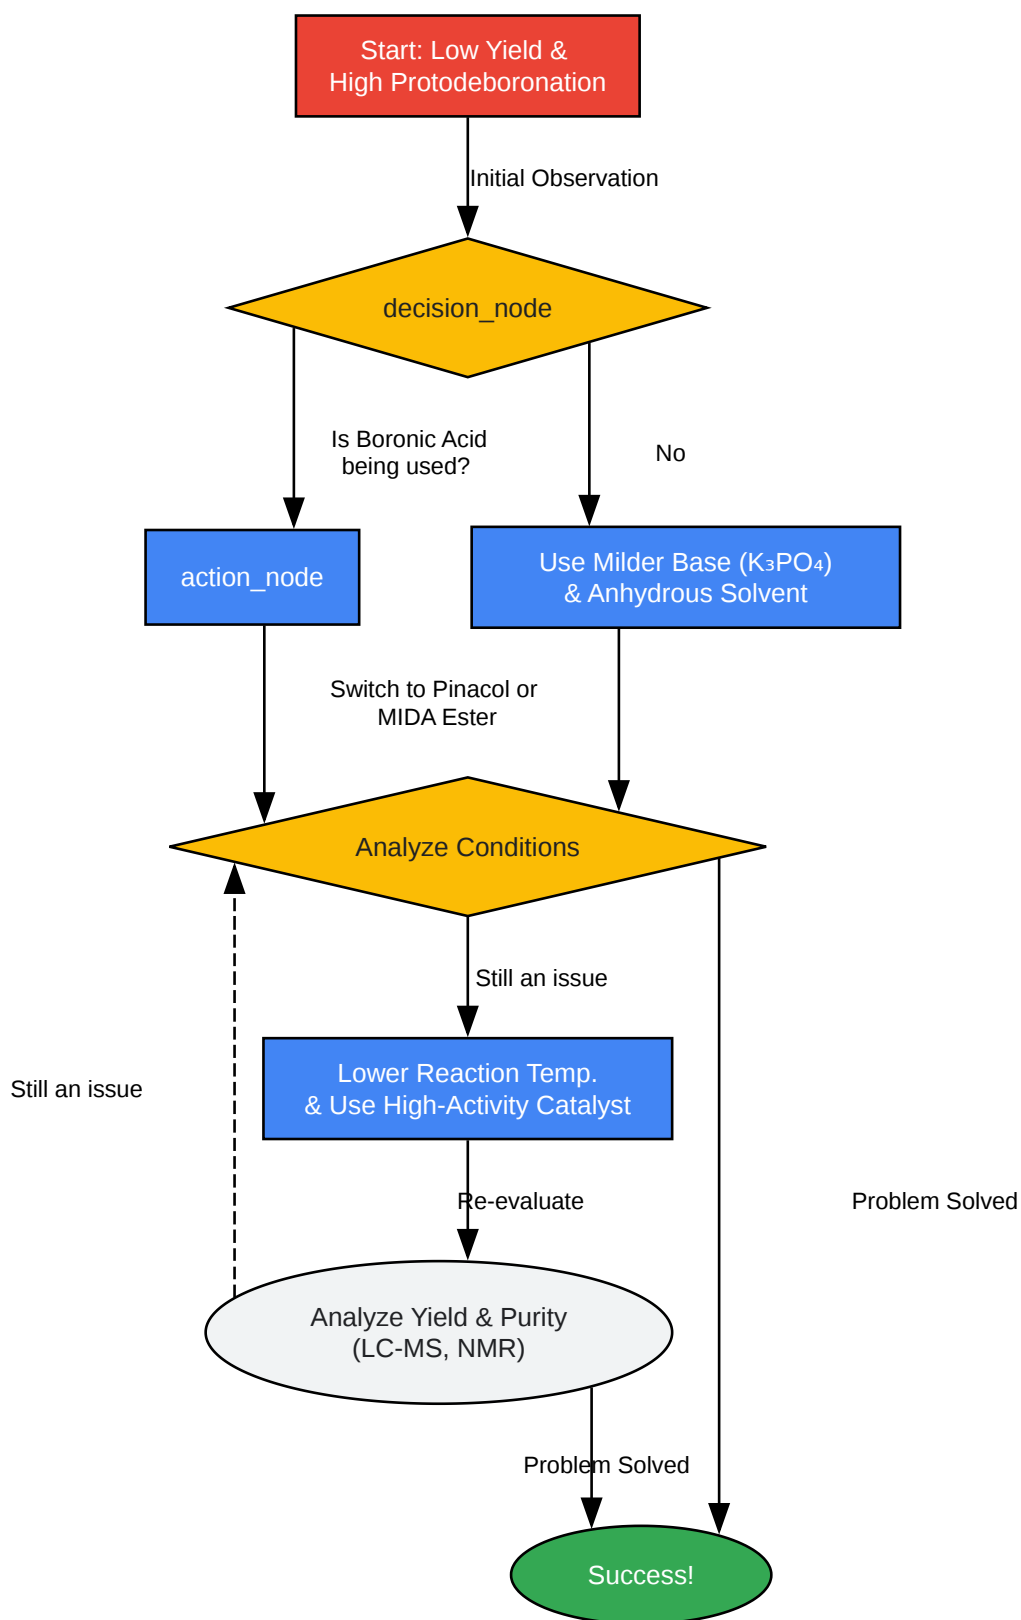 Start: Low Yield &
High Protodeboronation
Initial Observation
decision_node
Is Boronic Acid
being used?
No
action_node
Use Milder Base (K₃PO₄)
& Anhydrous Solvent
Switch to Pinacol or
MIDA Ester
Analyze Conditions
Still an issue
Lower Reaction Temp.
& Use High-Activity Catalyst
Still an issue
Re-evaluate
Problem Solved
Analyze Yield & Purity
(LC-MS, NMR)
Problem Solved
Success!